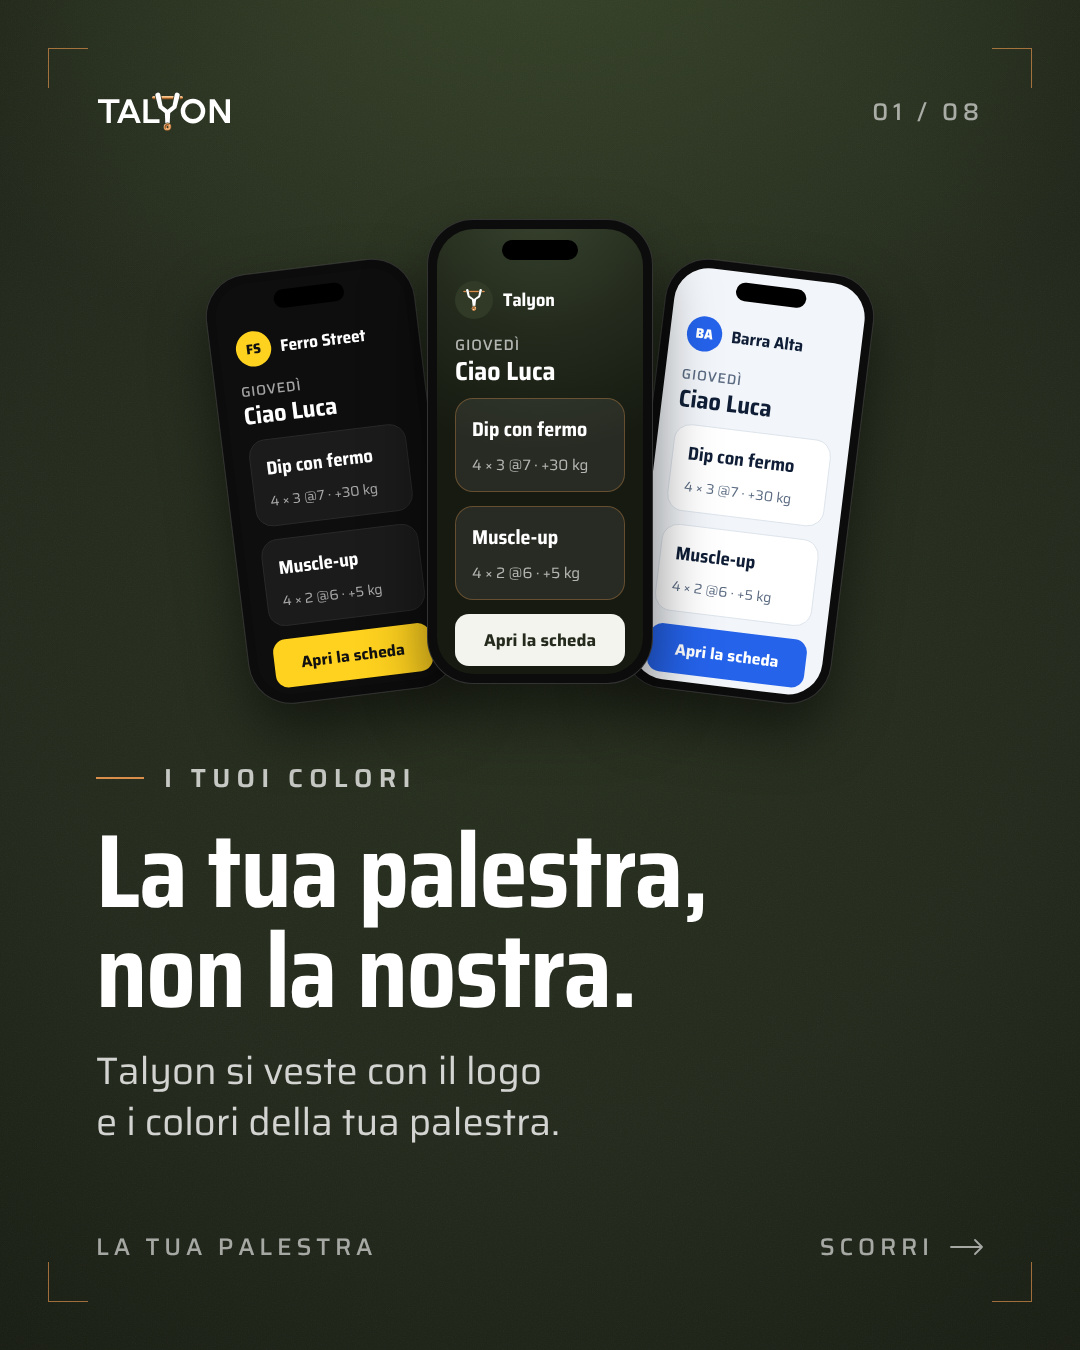 TALYON
01 / 08
FS Ferro Street
GIOVEDÌ
Ciao Luca
Dip con fermo
4 × 3 @7 · +30 kg
Muscle-up
4 × 2 @6 · +5 kg
Apri la scheda
Talyon
GIOVEDÌ
Ciao Luca
Dip con fermo
4 × 3 @7 · +30 kg
Muscle-up
4 × 2 @6 · +5 kg
Apri la scheda
BA Barra Alta
GIOVEDÌ
Ciao Luca
Dip con fermo
4 × 3 @7 · +30 kg
Muscle-up
4 × 2 @6 · +5 kg
Apri la scheda
I TUOI COLORI
La tua palestra,
non la nostra.
Talyon si veste con il logo
e i colori della tua palestra.
LA TUA PALESTRA
SCORRI →